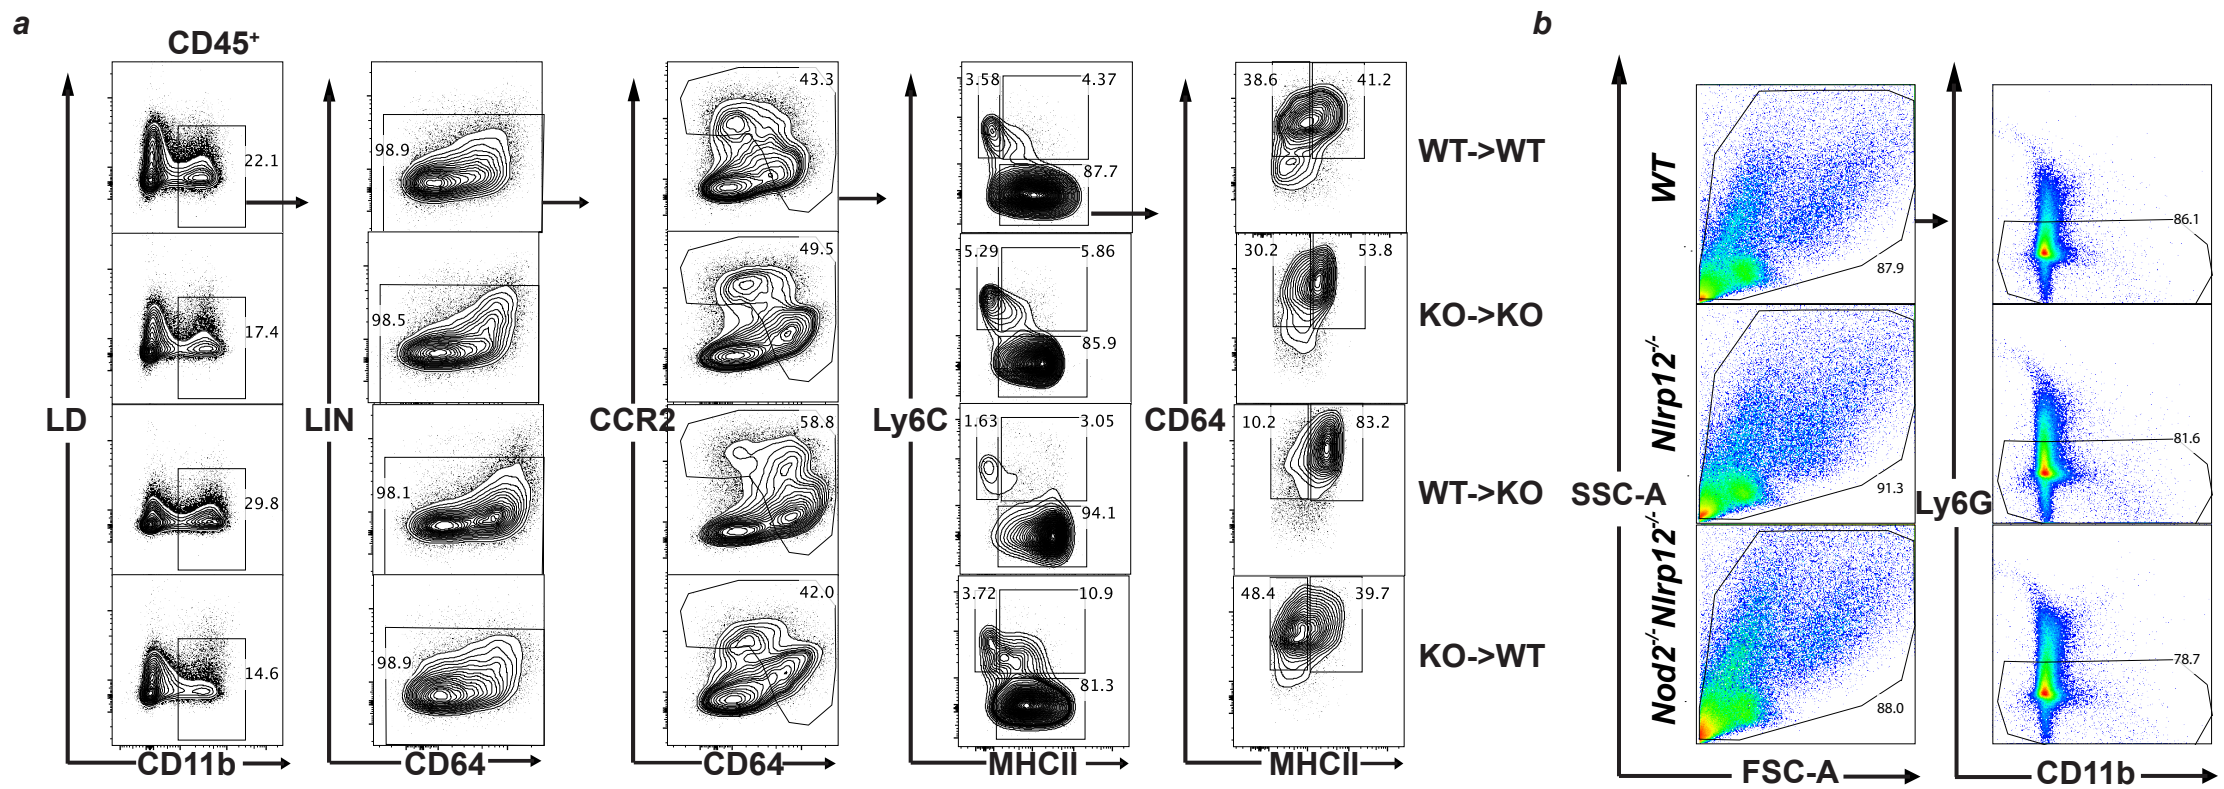 a
b
CD45+
22.1
98.9
43.3
3.58
4.37
87.7
38.6
41.2
WT->WT
17.4
98.5
49.5
5.29
5.86
85.9
30.2
53.8
KO->KO
LD
LIN
CCR2
Ly6C
CD64
29.8
98.1
58.8
1.63
3.05
94.1
10.2
83.2
WT->KO
14.6
98.9
42.0
3.72
10.9
81.3
48.4
39.7
KO->WT
CD11b
CD64
CD64
MHCII
MHCII
WT
87.9
86.1
Nlrp12-/-
91.3
81.6
SSC-A
Ly6G
Nod2-/-Nlrp12-/-
88.0
78.7
FSC-A
CD11b